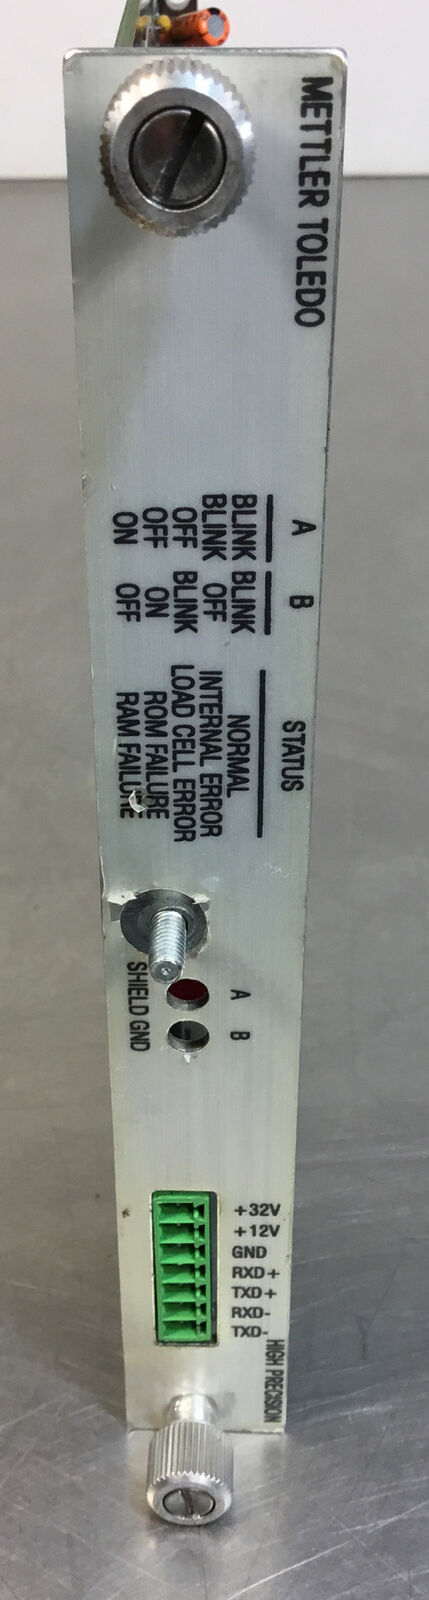 METTLER TOLEDO
A B STATUS
BLINK BLINK NORMAL
BLINK OFF INTERNAL ERROR
OFF BLINK LOAD CELL ERROR
OFF ON ROM FAILURE
ON OFF RAM FAILURE
SHIELD GND
A
B
+32V
+12V
GND
RXD+
TXD+
RXD-
TXD-
HIGH PRECISION